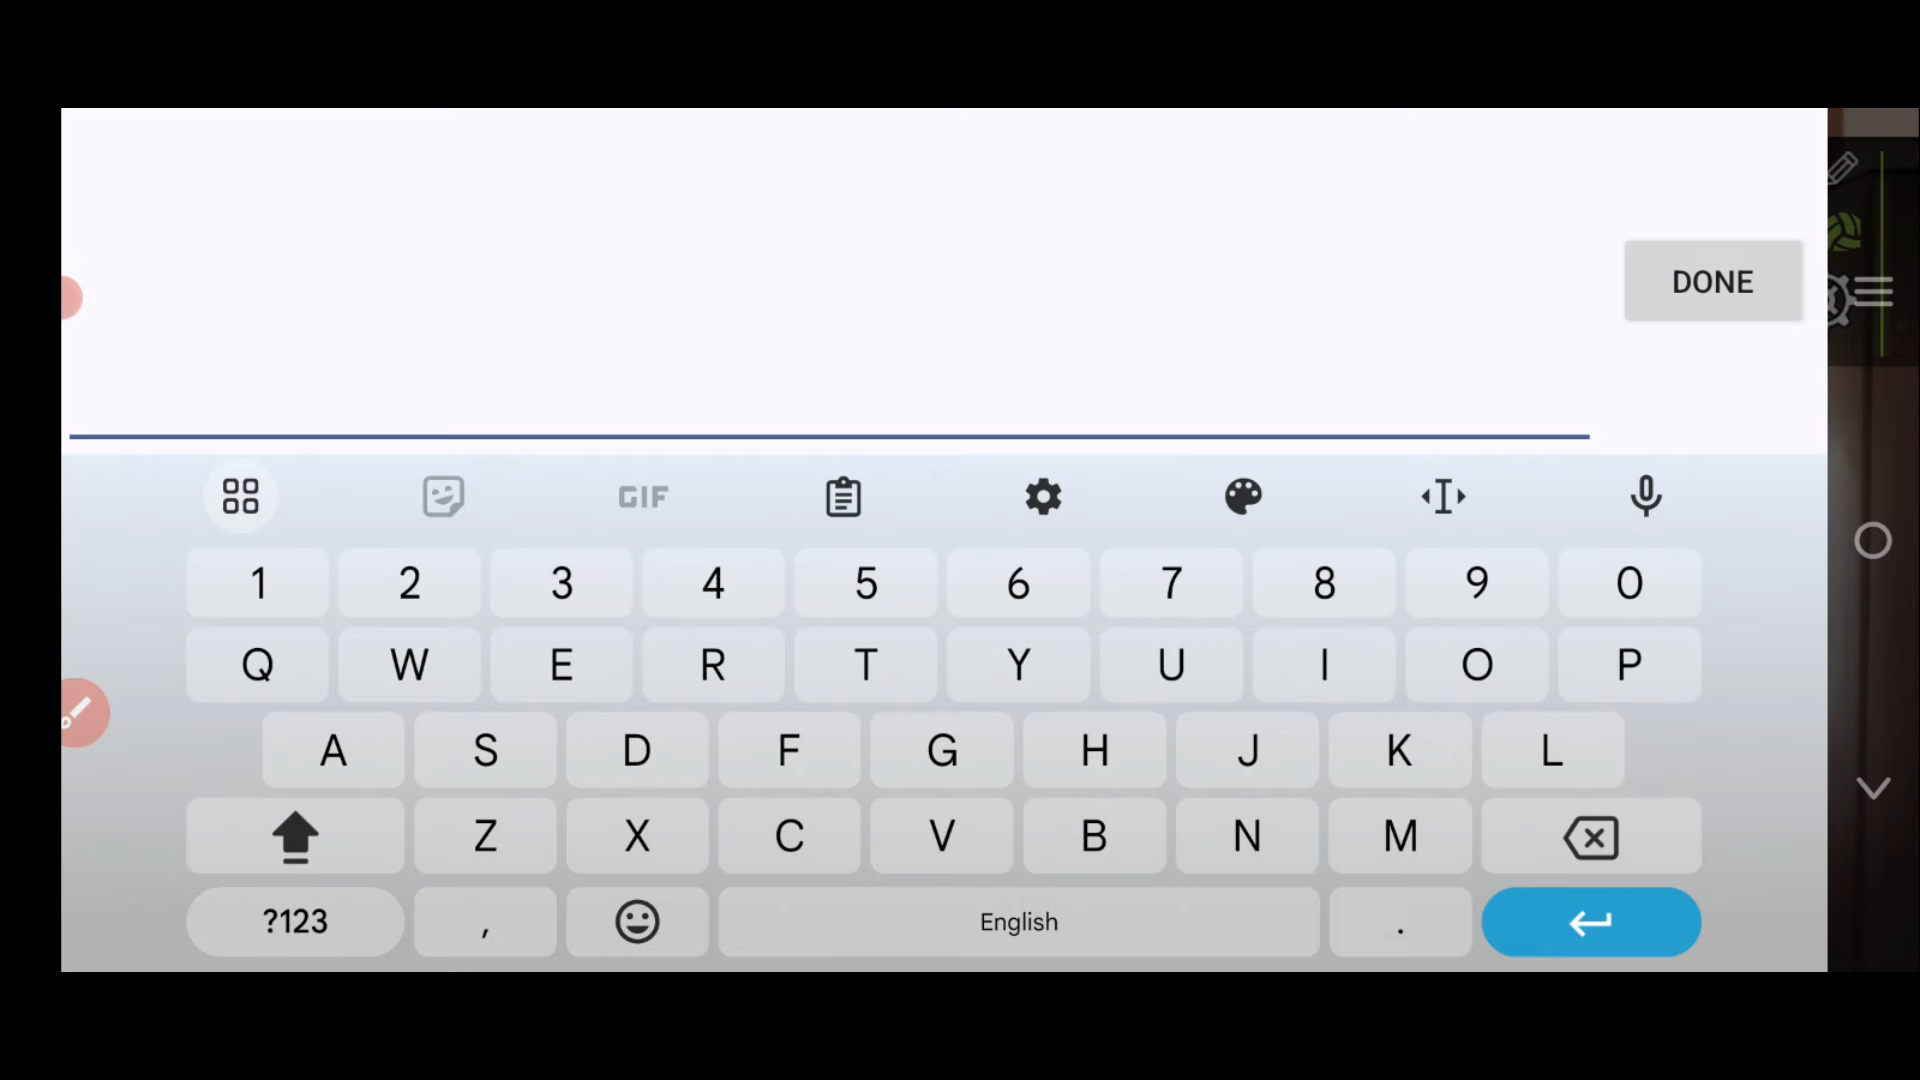 DONE
GIF
1 2 3 4 5 6 7 8 9 0
Q W E R T Y U I O P
A S D F G H J K L
Z X C V B N M
?123 , English .